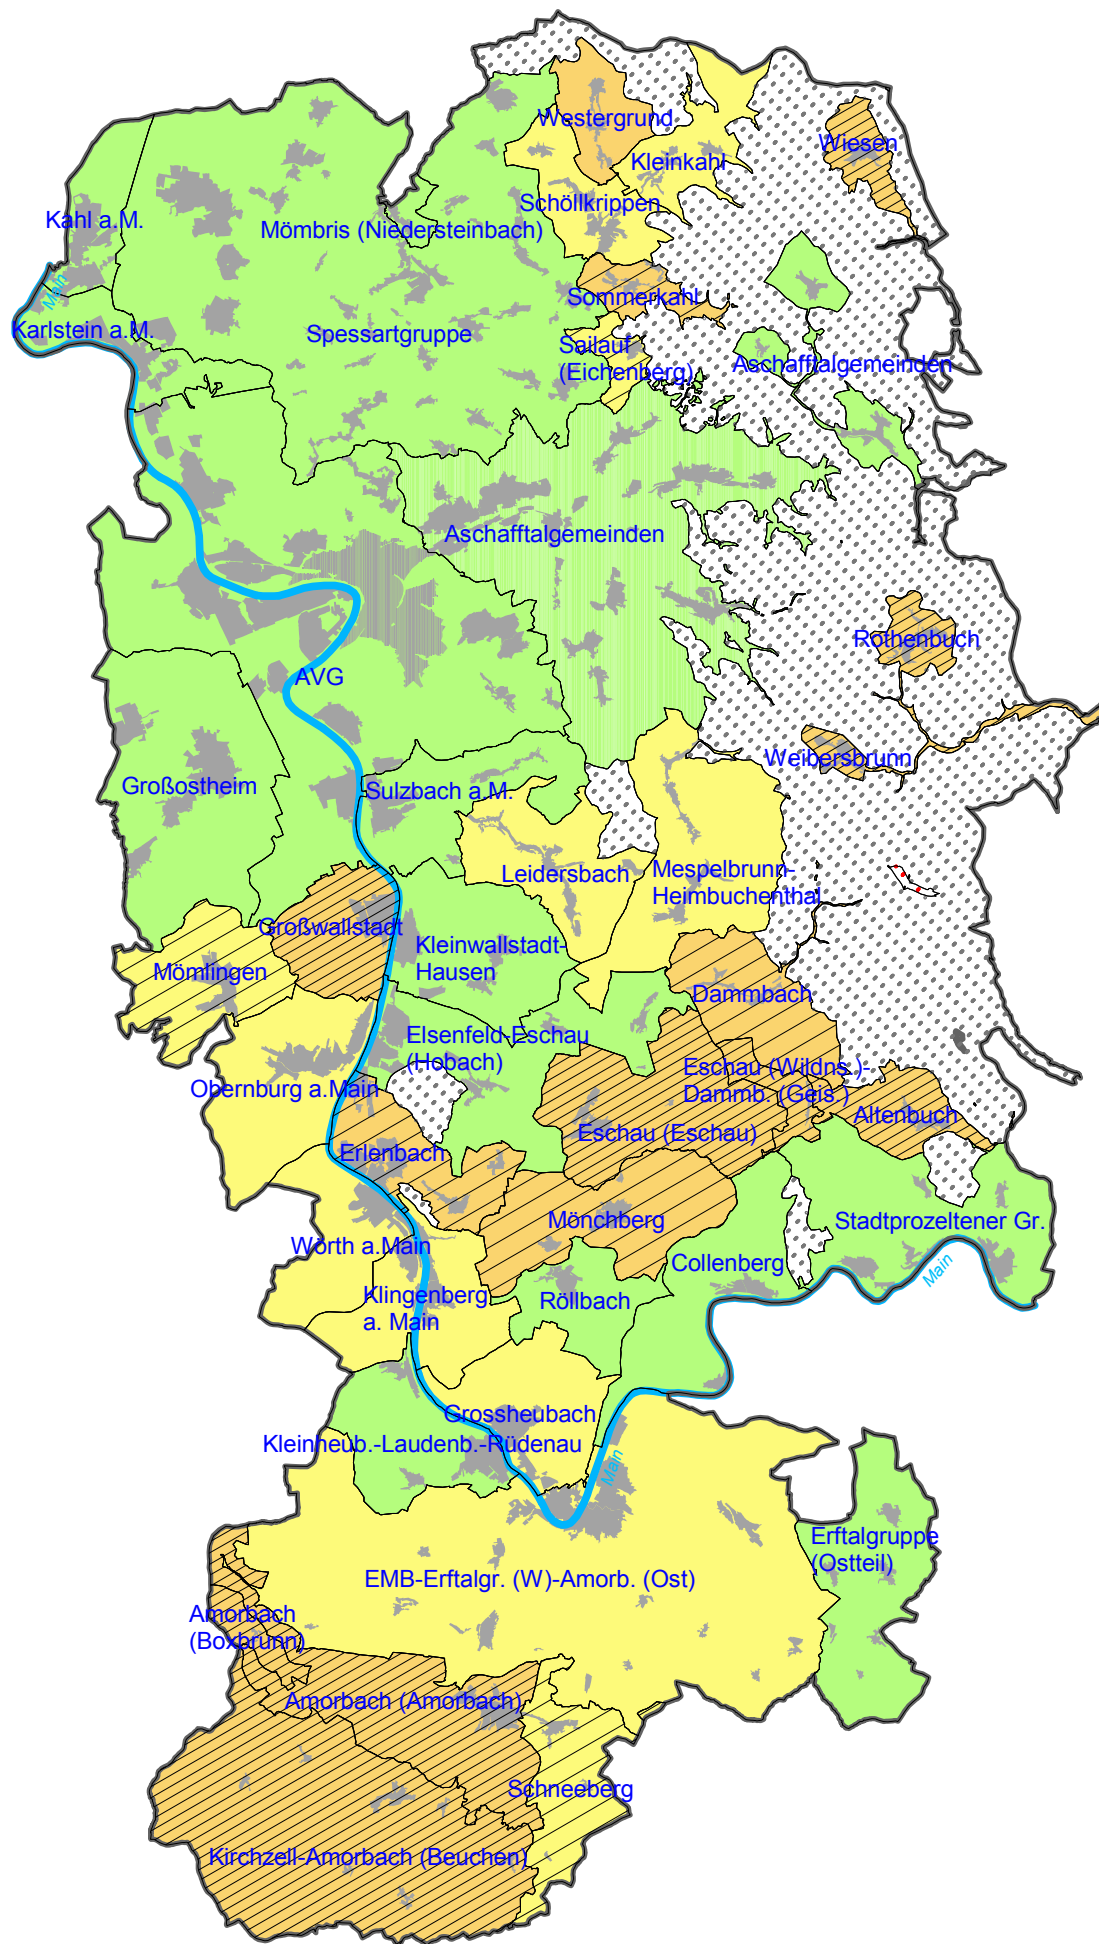 Westergrund
Wiesen
Kleinkahl
Schöllkrippen
Kahl a.M.
Mömbris (Niedersteinbach)
Main
Sommerkahl
Karlstein a.M.
Spessartgruppe
Sailauf
(Eichenberg)
Aschafftalgemeinden
Aschafftalgemeinden
Rothenbuch
AVG
Weibersbrunn
Großostheim
Sulzbach a.M.
Leidersbach
Mespelbrunn-
Heimbuchenthal
Großwallstadt
Kleinwallstadt-
Hausen
Mömlingen
Dammbach
Elsenfeld-Eschau
(Hobach)
Obernburg a.Main
Eschau (Wildns.)-
Dammb. (Geis.)
Altenbuch
Eschau (Eschau)
Erlenbach
Mönchberg
Stadtprozeltener Gr.
Wörth a.Main
Collenberg
Main
Klingenberg
a. Main
Röllbach
Grossheubach
Kleinheub.-Laudenb.-Rüdenau
Main
Erftalgruppe
(Ostteil)
EMB-Erftalgr. (W)-Amorb. (Ost)
Amorbach
(Boxbrunn)
Amorbach (Amorbach)
Schneeberg
Kirchzell-Amorbach (Beuchen)